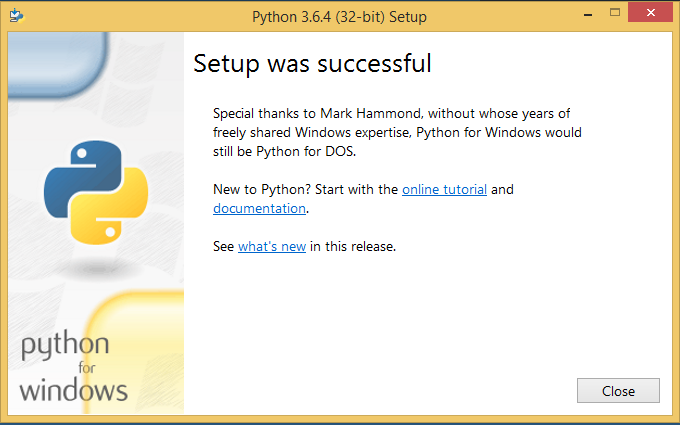 Python 3.6.4 (32-bit) Setup
Setup was successful
Special thanks to Mark Hammond, without whose years of
freely shared Windows expertise, Python for Windows would
still be Python for DOS.
New to Python? Start with the online tutorial and
documentation.
See what's new in this release.
python
for
windows
Close